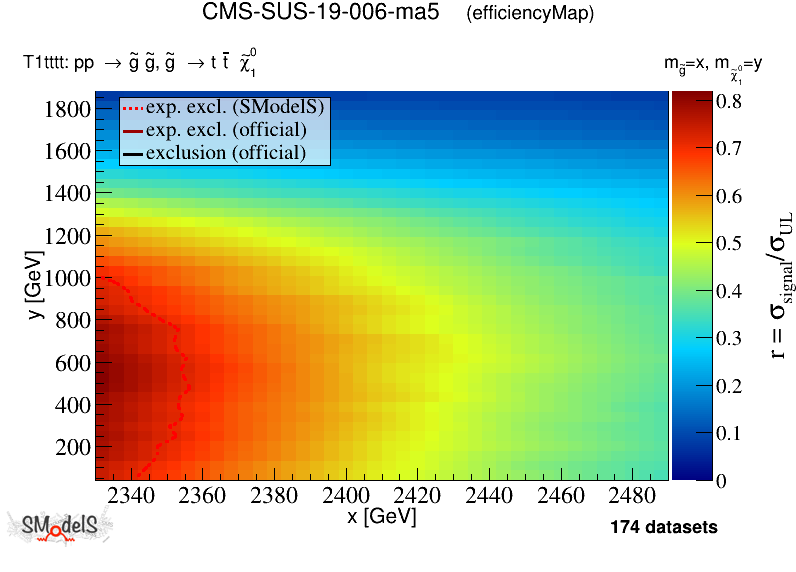 CMS-SUS-19-006-ma5 (efficiencyMap)
T1tttt: pp → g̃ g̃, g̃ → t t̄ χ̃₁⁰ m_g̃=x, m_χ̃₁⁰=y
exp. excl. (SModelS)
exp. excl. (official)
exclusion (official)
1800
1600
1400
1200
1000
800
600
400
200
y [GeV]
2340 2360 2380 2400 2420 2440 2460 2480
x [GeV]
0.8
0.7
0.6
0.5
0.4
0.3
0.2
0.1
0
r = σ_signal/σ_UL
SModelS
174 datasets